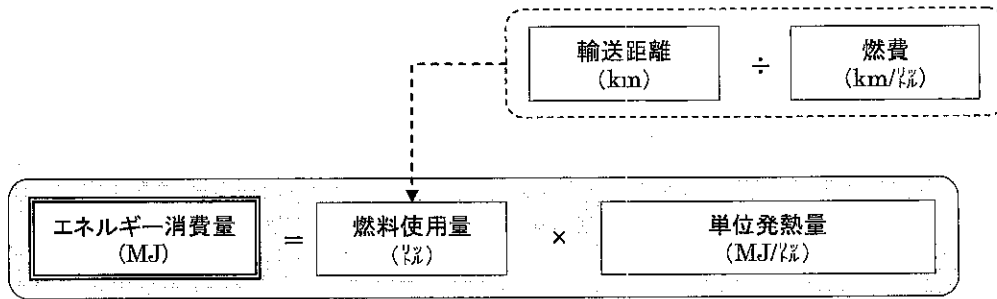 輸送距離
(km)
÷
燃費
(km/㍑)
エネルギー消費量
(MJ)
=
燃料使用量
(㍑)
×
単位発熱量
(MJ/㍑)